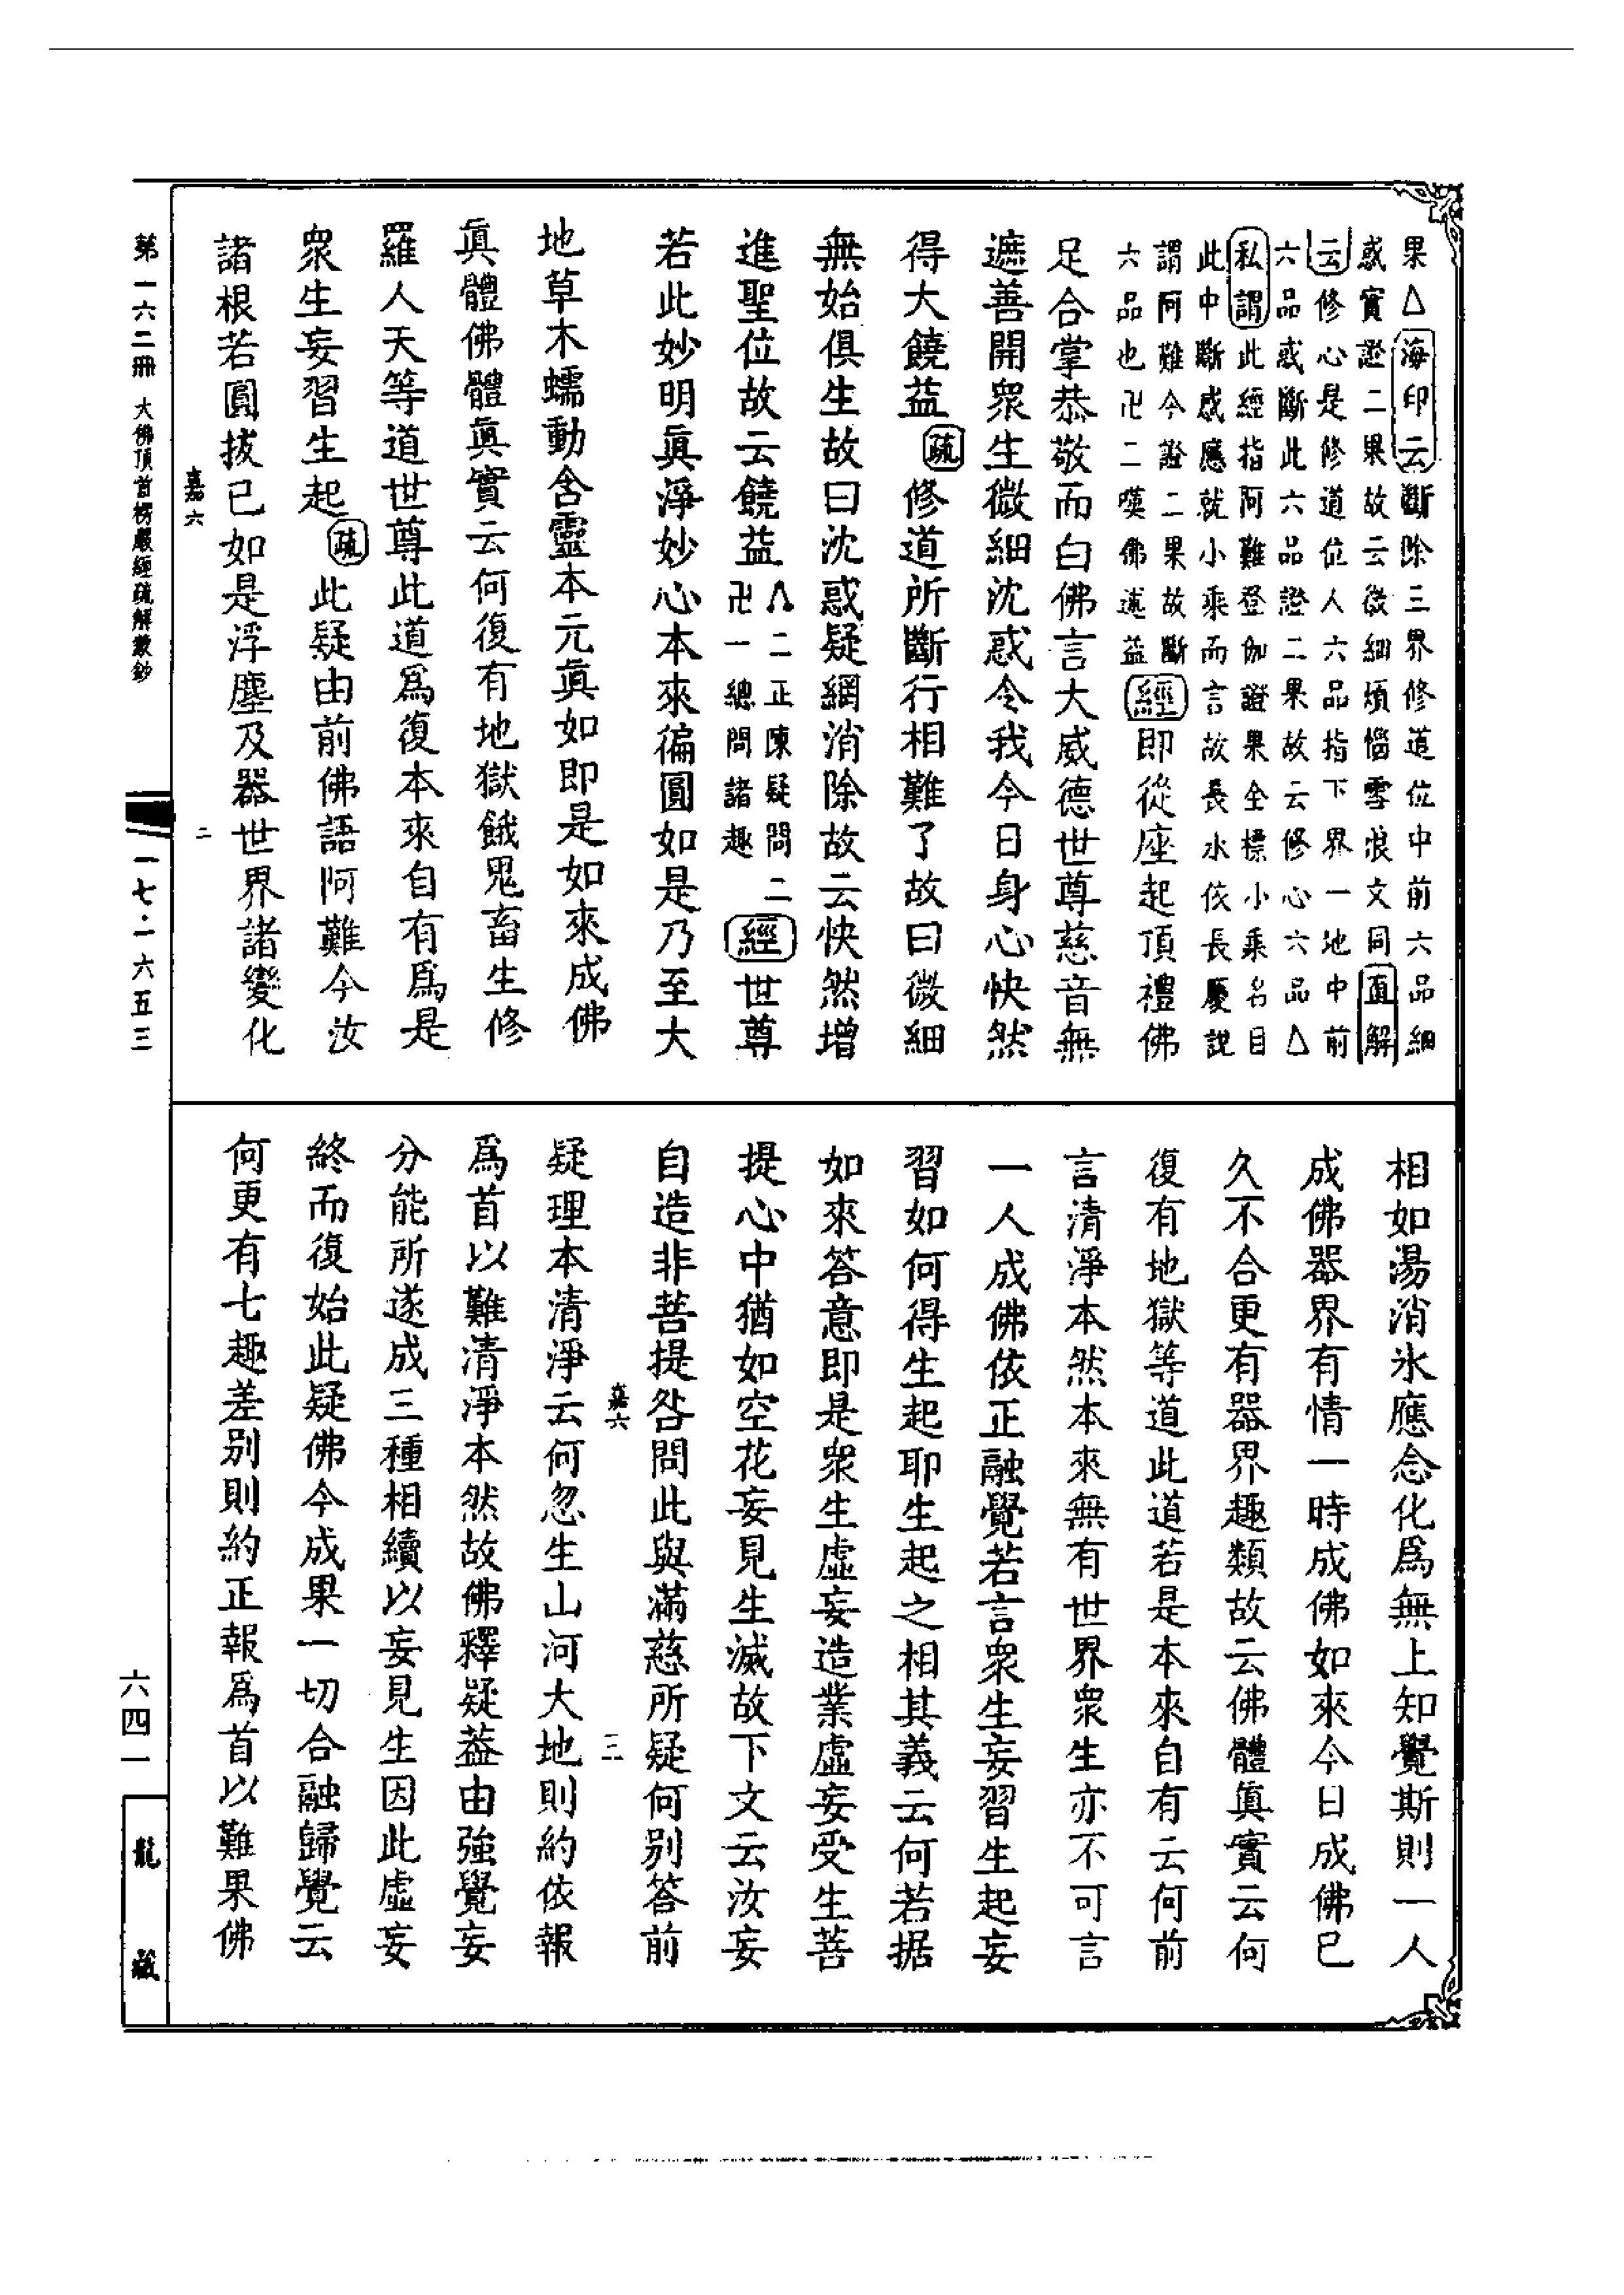 果△海印云斷除三界修道位中前六品細
惑實證二果故云微細煩惱雪浪文同直解
云修心是修道位人六品指下界一地中前
六品惑斷此六品證二果故云修心六品△
私謂此經指阿難登伽證果全標小乘名目
此中斷惑應就小乘而言故長水依長慶說
謂阿難今證二果故斷
六品也卍二嘆佛述益
經即從座起頂禮佛
足合掌恭敬而白佛言大威德世尊慈音無
遮善開衆生微細沈惑令我今日身心快然
得大饒益疏修道所斷行相難了故曰微細
無始俱生故曰沈惑疑網消除故云快然增
進聖位故云饒益
△二正陳疑問二
卍一總問諸趣
經世尊
若此妙明眞淨妙心本來徧圓如是乃至大
地草木蠕動含靈本元眞如即是如來成佛
眞體佛體眞實云何復有地獄餓鬼畜生修
羅人天等道世尊此道爲復本來自有爲是
衆生妄習生起疏此疑由前佛語阿難今汝
諸根若圓拔已如是浮塵及器世界諸變化
嘉六
二
相如湯消氷應念化爲無上知覺斯則一人
成佛器界有情一時成佛如來今日成佛已
久不合更有器界趣類故云佛體眞實云何
復有地獄等道此道若是本來自有云何前
言清淨本然本來無有世界衆生亦不可言
一人成佛依正融覺若言衆生妄習生起妄
習如何得生起耶生起之相其義云何若据
如來答意即是衆生虛妄造業虛妄受生菩
提心中猶如空花妄見生滅故下文云汝妄
自造非菩提咎問此與滿慈所疑何別答前
嘉六
三
疑理本清淨云何忽生山河大地則約依報
爲首以難清淨本然故佛釋疑葢由強覺妄
分能所遂成三種相續以妄見生因此虛妄
終而復始此疑佛今成果一切合融歸覺云
何更有七趣差別則約正報爲首以難果佛
第一六二冊 大佛頂首楞嚴經疏解蒙鈔
一七·二六五三
六四一
龍藏